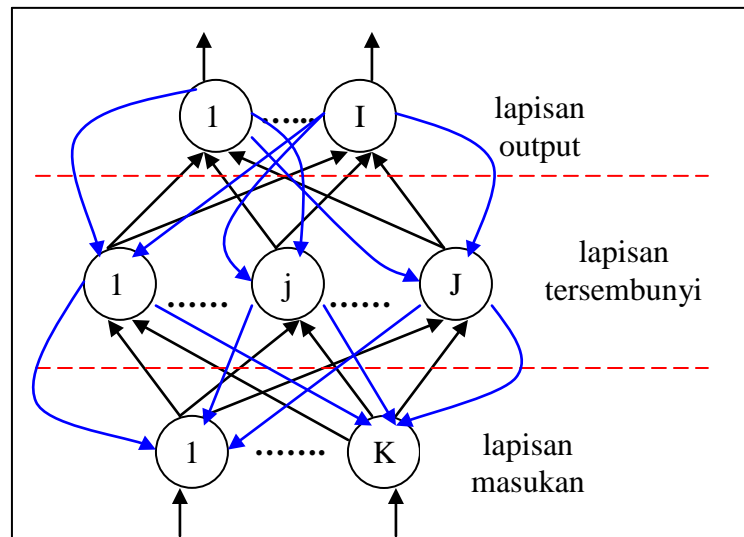 1 ....... I
lapisan
output
1 ...... j ...... J
lapisan
tersembunyi
1 ....... K
lapisan
masukan